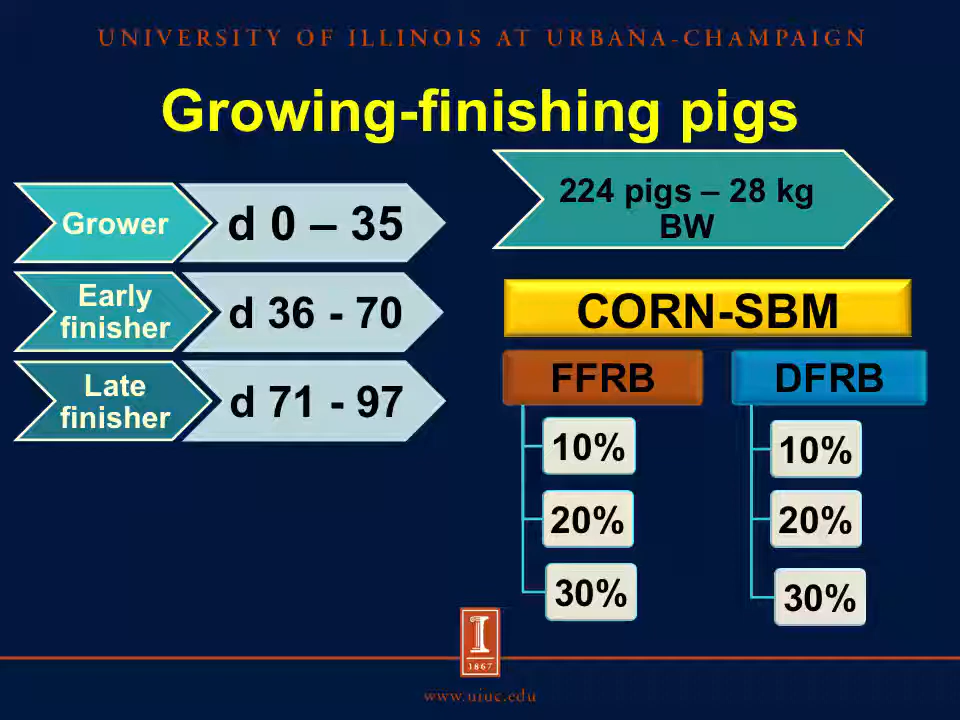 UNIVERSITY OF ILLINOIS AT URBANA-CHAMPAIGN
Growing-finishing pigs
Grower
d 0 – 35
Early
finisher
d 36 - 70
Late
finisher
d 71 - 97
224 pigs – 28 kg
BW
CORN-SBM
FFRB
10%
20%
30%
DFRB
10%
20%
30%
I
1867
www.uiuc.edu